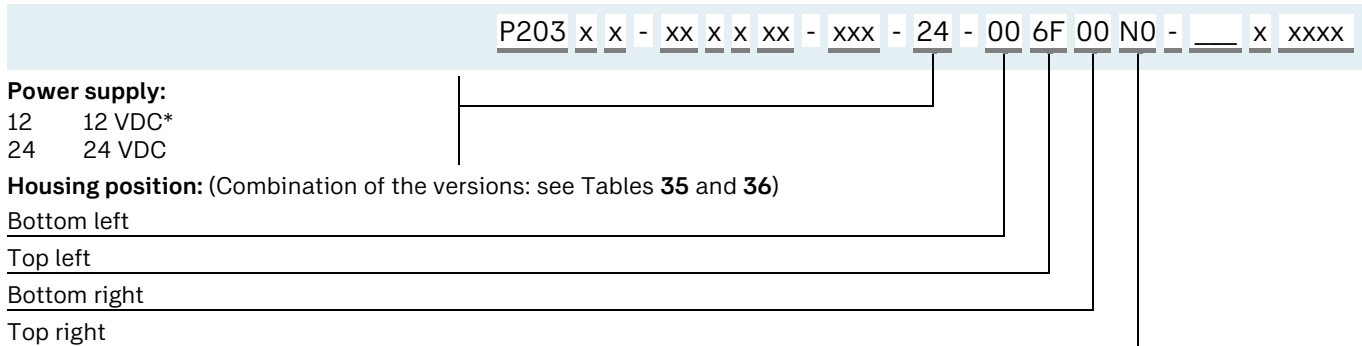 P203 x x - xx x x xx - xxx - 24 - 00 6F 00 N0 - ___ x xxxx
Power supply:
12 12 VDC*
24 24 VDC
Housing position: (Combination of the versions: see Tables 35 and 36)
Bottom left
Top left
Bottom right
Top right